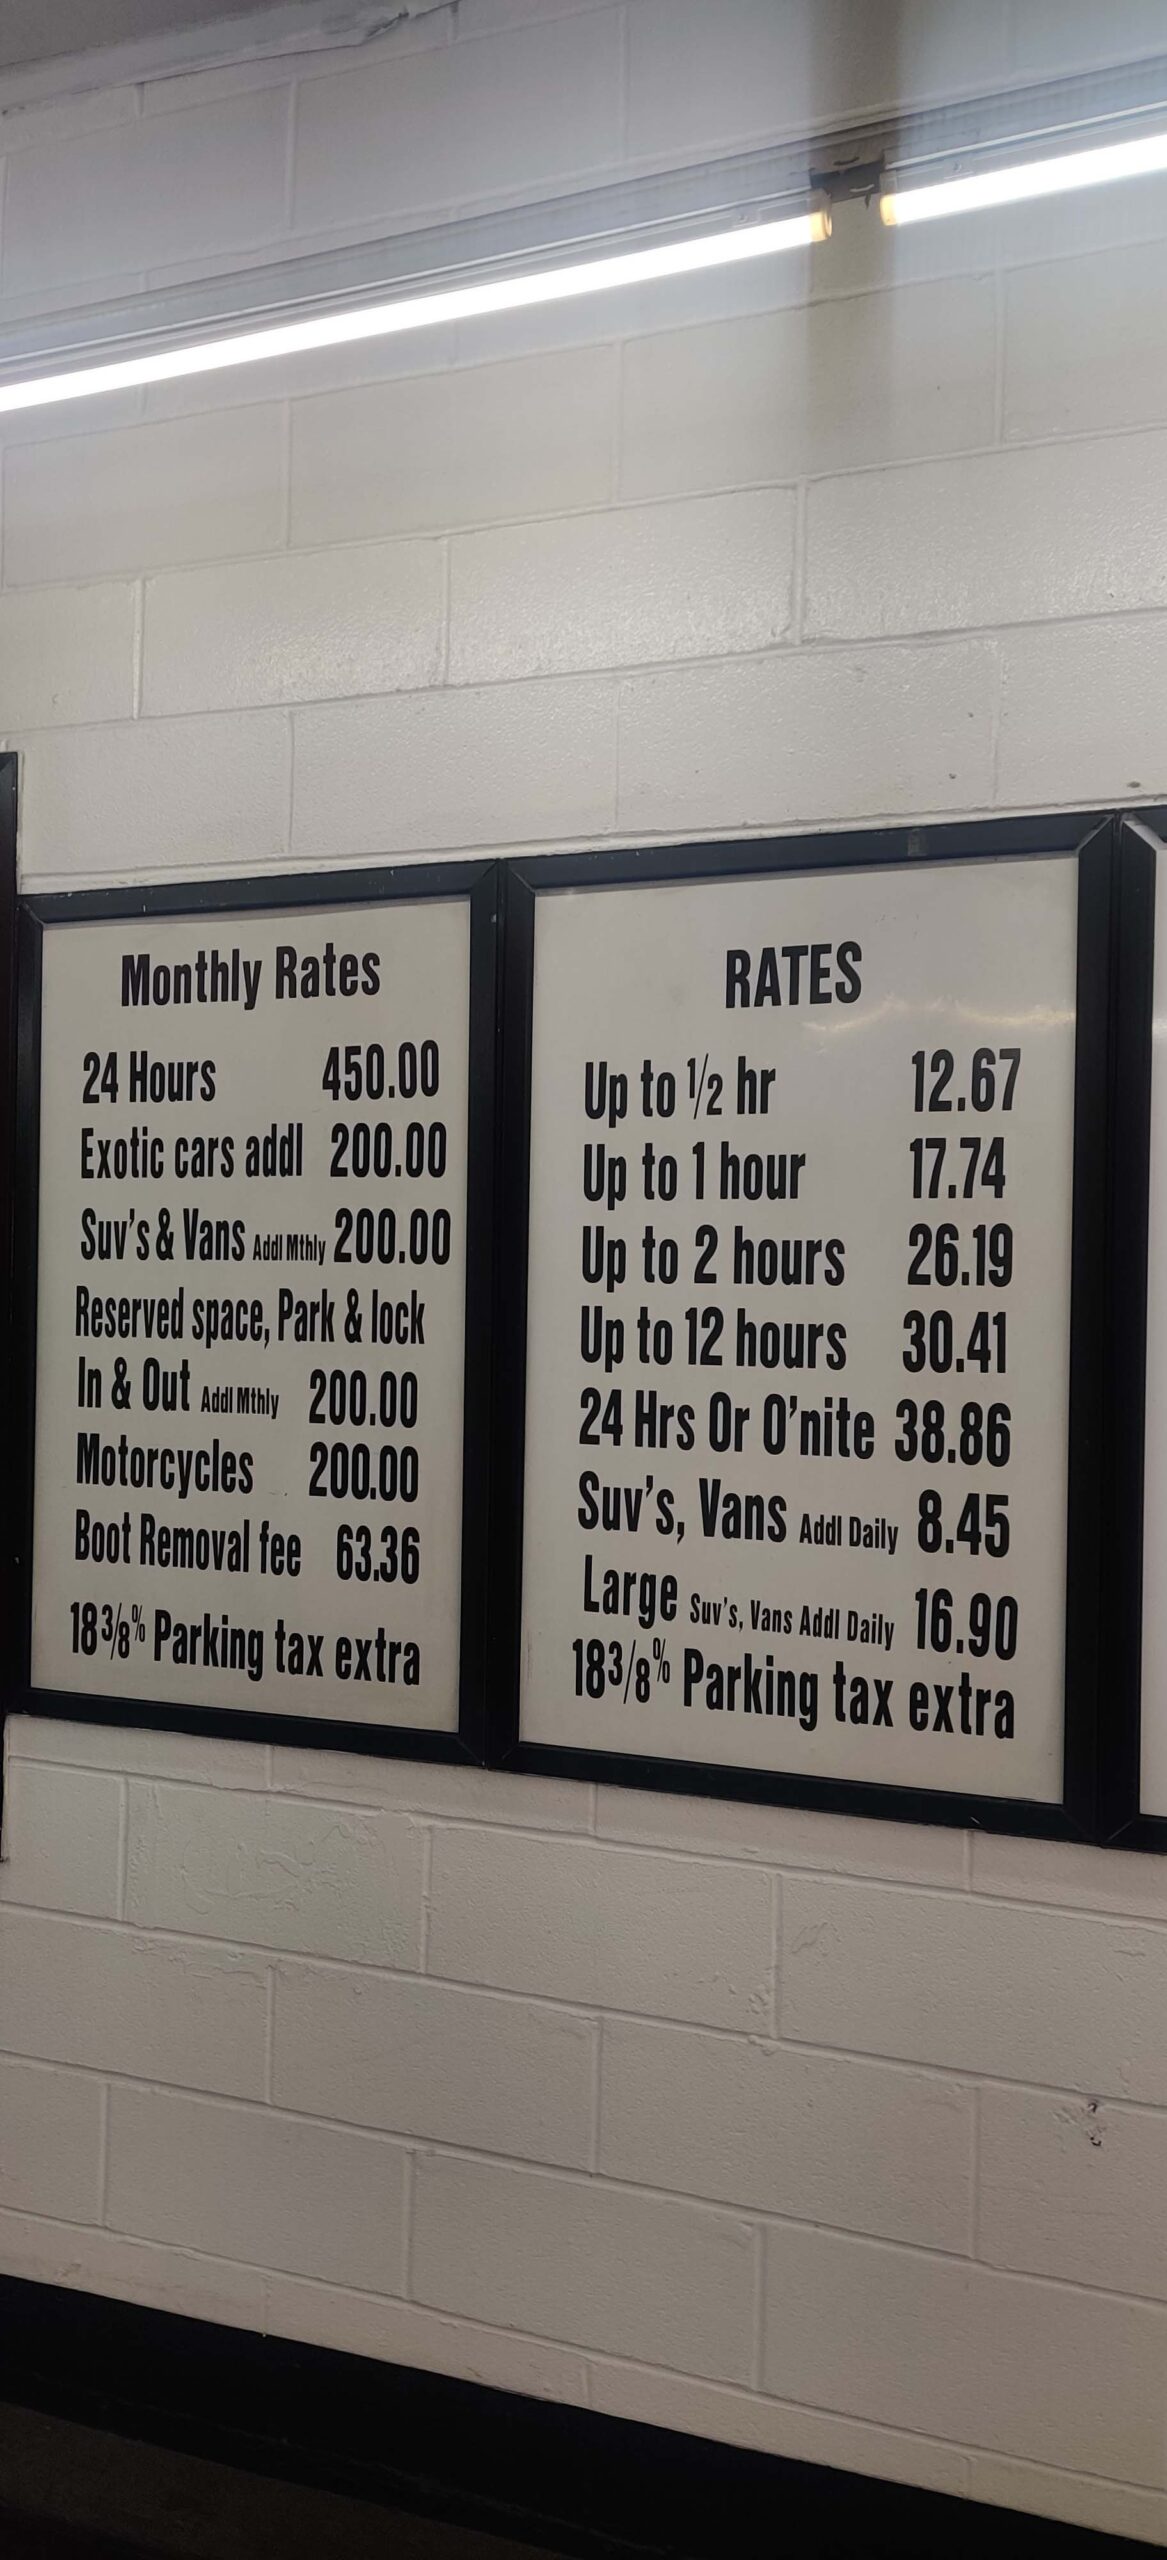 Monthly Rates
24 Hours 450.00
Exotic cars addl 200.00
Suv's & Vans Addl Mthly 200.00
Reserved space, Park & lock
In & Out Addl Mthly 200.00
Motorcycles 200.00
Boot Removal fee 63.36
18 3/8% Parking tax extra
RATES
Up to 1/2 hr 12.67
Up to 1 hour 17.74
Up to 2 hours 26.19
Up to 12 hours 30.41
24 Hrs Or O'nite 38.86
Suv's, Vans Addl Daily 8.45
Large Suv's, Vans Addl Daily 16.90
18 3/8% Parking tax extra